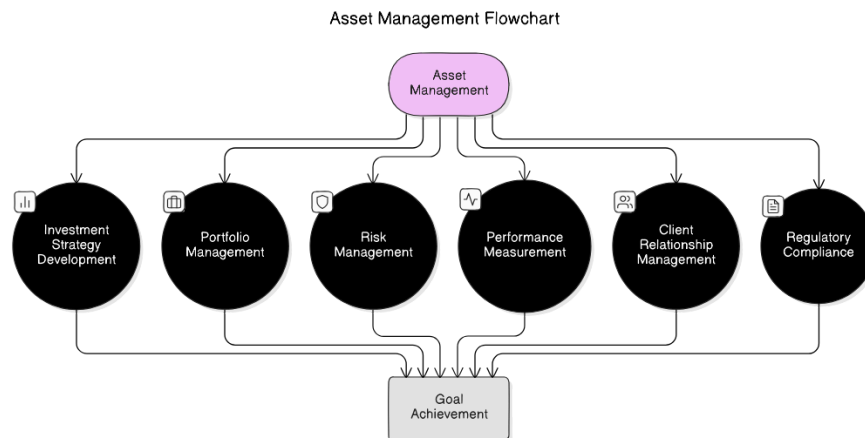 Asset Management Flowchart
Asset
Management
Investment
Strategy
Development
Portfolio
Management
Risk
Management
Performance
Measurement
Client
Relationship
Management
Regulatory
Compliance
Goal
Achievement